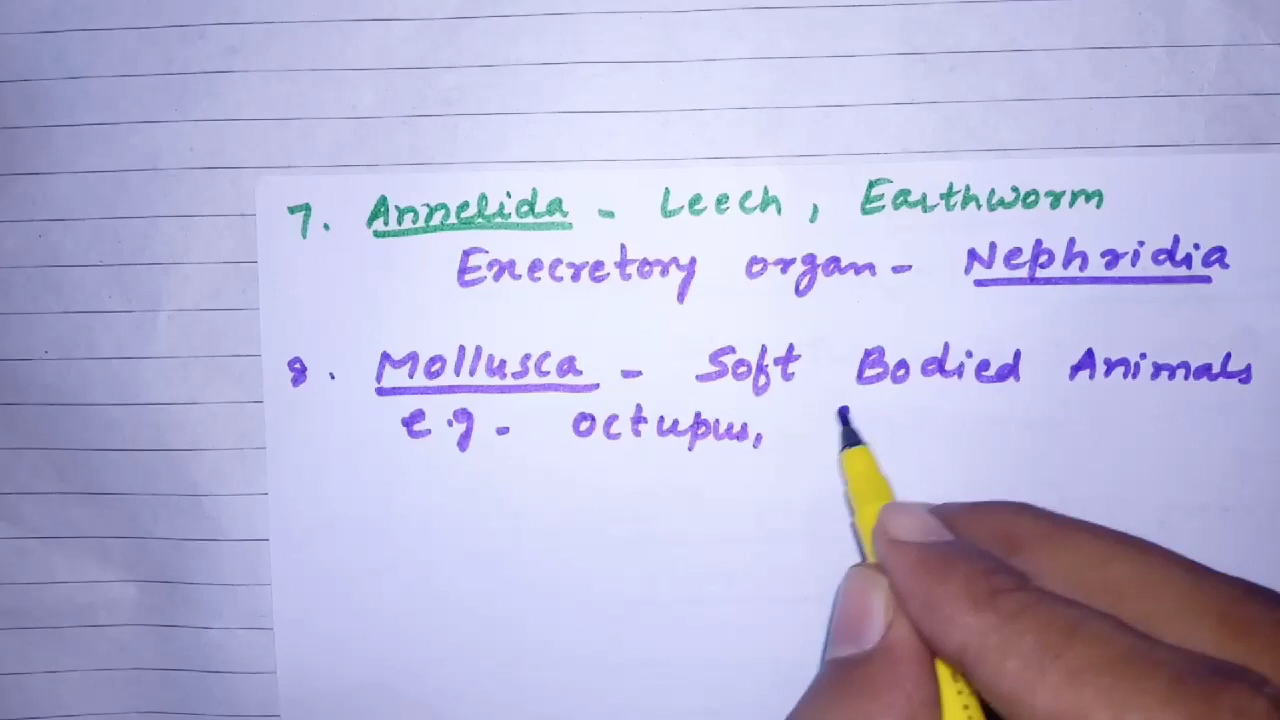 7. Annelida - Leech, Earthworm
Execretory organ - Nephridia
8. Mollusca - Soft Bodied Animals
e.g - octupus,